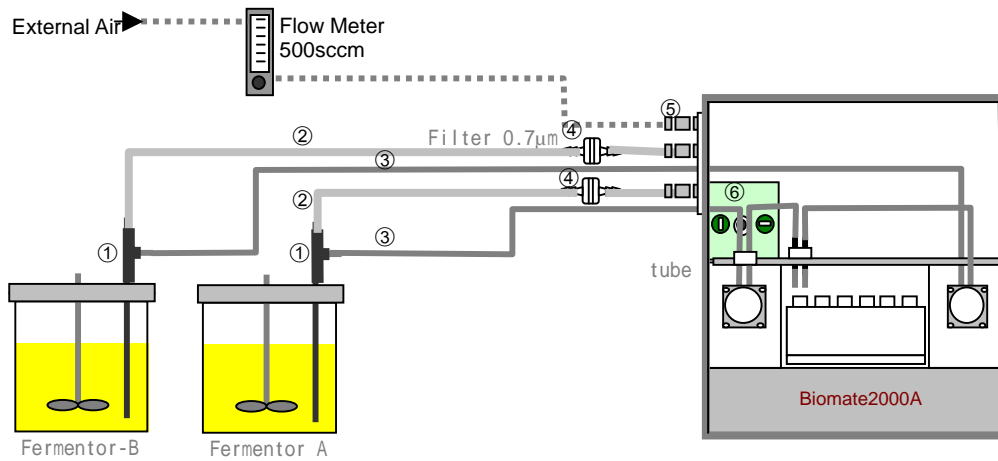 External Air
Flow Meter
500sccm
⑤
②
Filter 0.7μm
④
③
④
②
⑥
①
①
③
tube
Biomate2000A
Fermentor-B
Fermentor A